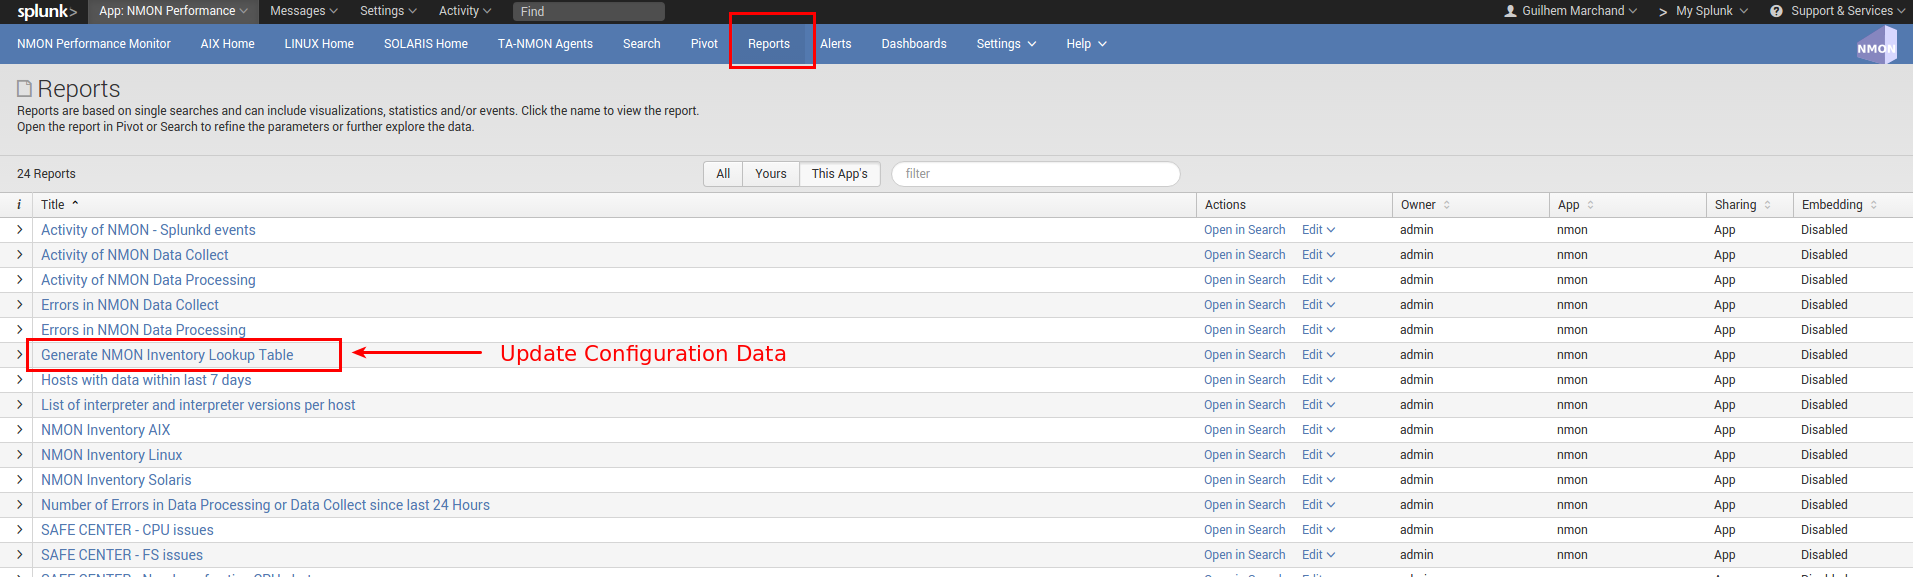 splunk> App: NMON Performance Messages Settings Activity Find Guilhem Marchand > My Splunk ? Support & Services
NMON Performance Monitor AIX Home LINUX Home SOLARIS Home TA-NMON Agents Search Pivot Reports Alerts Dashboards Settings Help NMON
Reports
Reports are based on single searches and can include visualizations, statistics and/or events. Click the name to view the report.
Open the report in Pivot or Search to refine the parameters or further explore the data.
24 Reports All Yours This App's filter
i Title Actions Owner App Sharing Embedding
> Activity of NMON - Splunkd events Open in Search Edit admin nmon App Disabled
> Activity of NMON Data Collect Open in Search Edit admin nmon App Disabled
> Activity of NMON Data Processing Open in Search Edit admin nmon App Disabled
> Errors in NMON Data Collect Open in Search Edit admin nmon App Disabled
> Errors in NMON Data Processing Open in Search Edit admin nmon App Disabled
> Generate NMON Inventory Lookup Table Update Configuration Data Open in Search Edit admin nmon App Disabled
> Hosts with data within last 7 days Open in Search Edit admin nmon App Disabled
> List of interpreter and interpreter versions per host Open in Search Edit admin nmon App Disabled
> NMON Inventory AIX Open in Search Edit admin nmon App Disabled
> NMON Inventory Linux Open in Search Edit admin nmon App Disabled
> NMON Inventory Solaris Open in Search Edit admin nmon App Disabled
> Number of Errors in Data Processing or Data Collect since last 24 Hours Open in Search Edit admin nmon App Disabled
> SAFE CENTER - CPU issues Open in Search Edit admin nmon App Disabled
> SAFE CENTER - FS issues Open in Search Edit admin nmon App Disabled